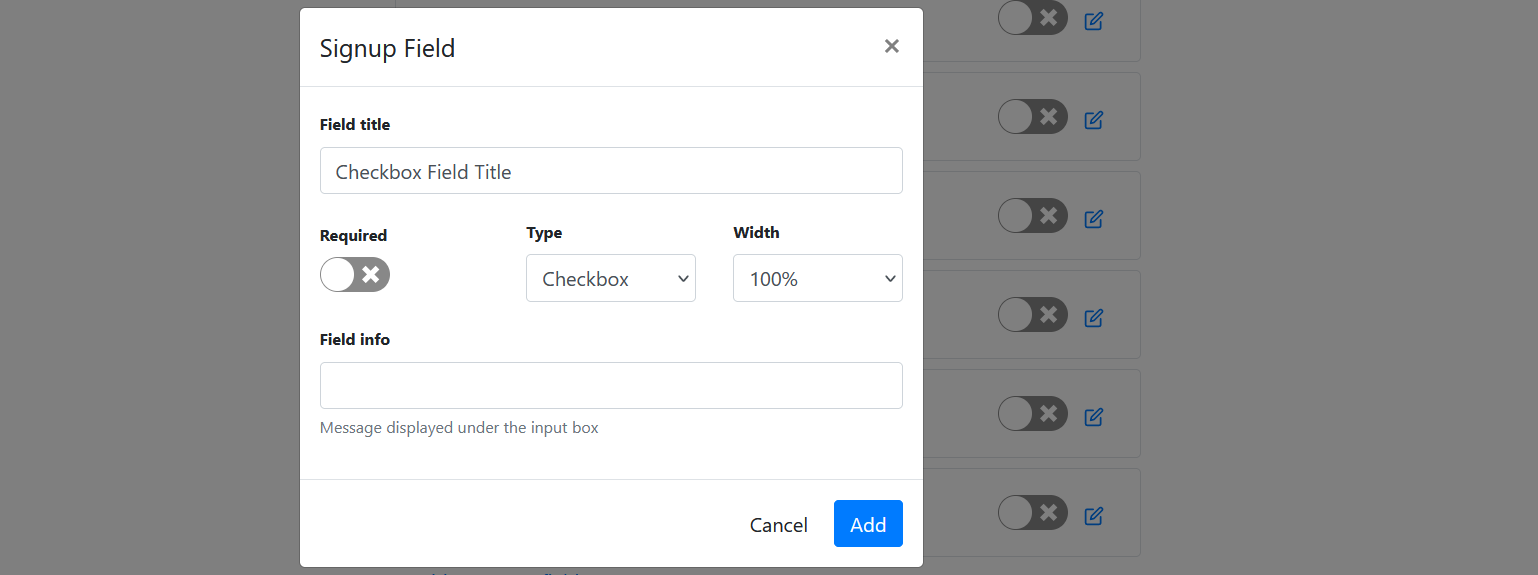 Signup Field
Field title
Checkbox Field Title
Required
Type
Width
Checkbox
100%
Field info
Message displayed under the input box
Cancel
Add